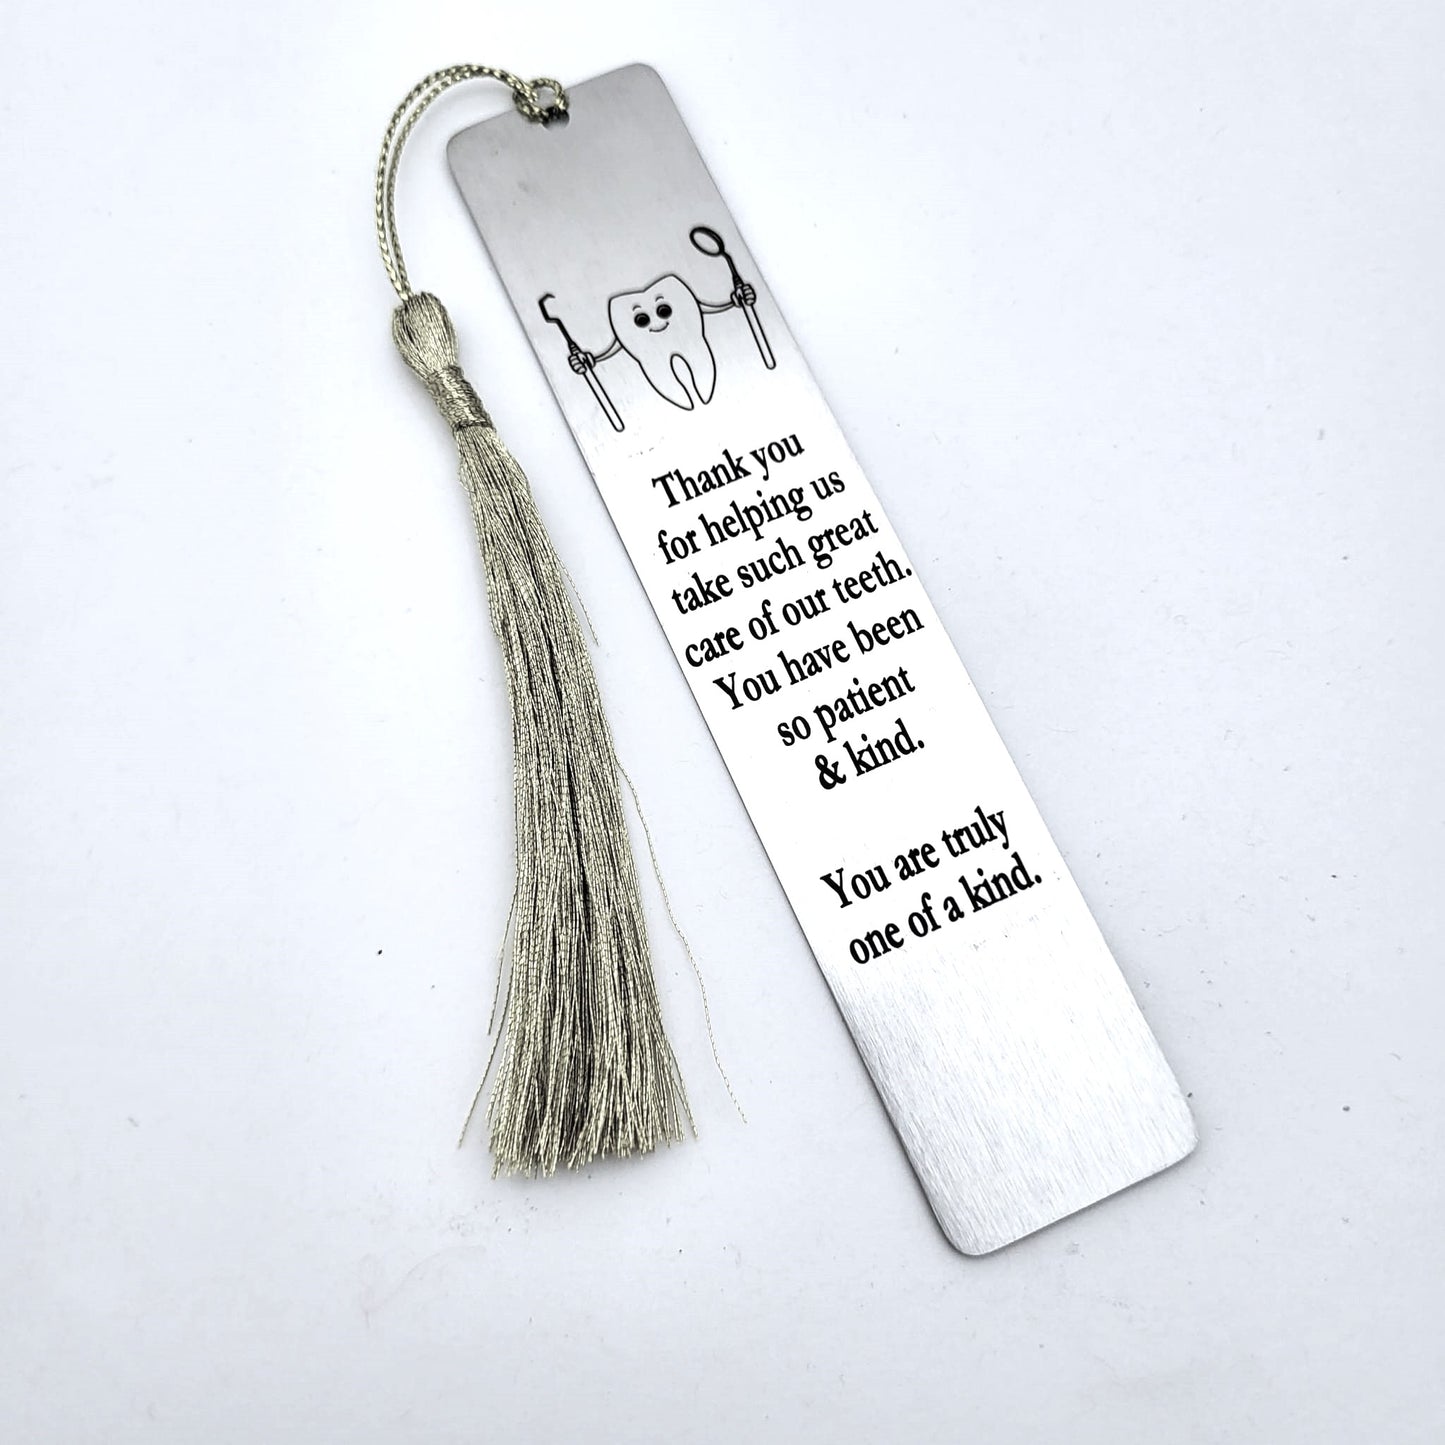 Thank you
for helping us
take such great
care of our teeth.
You have been
so patient
& kind.
You are truly
one of a kind.